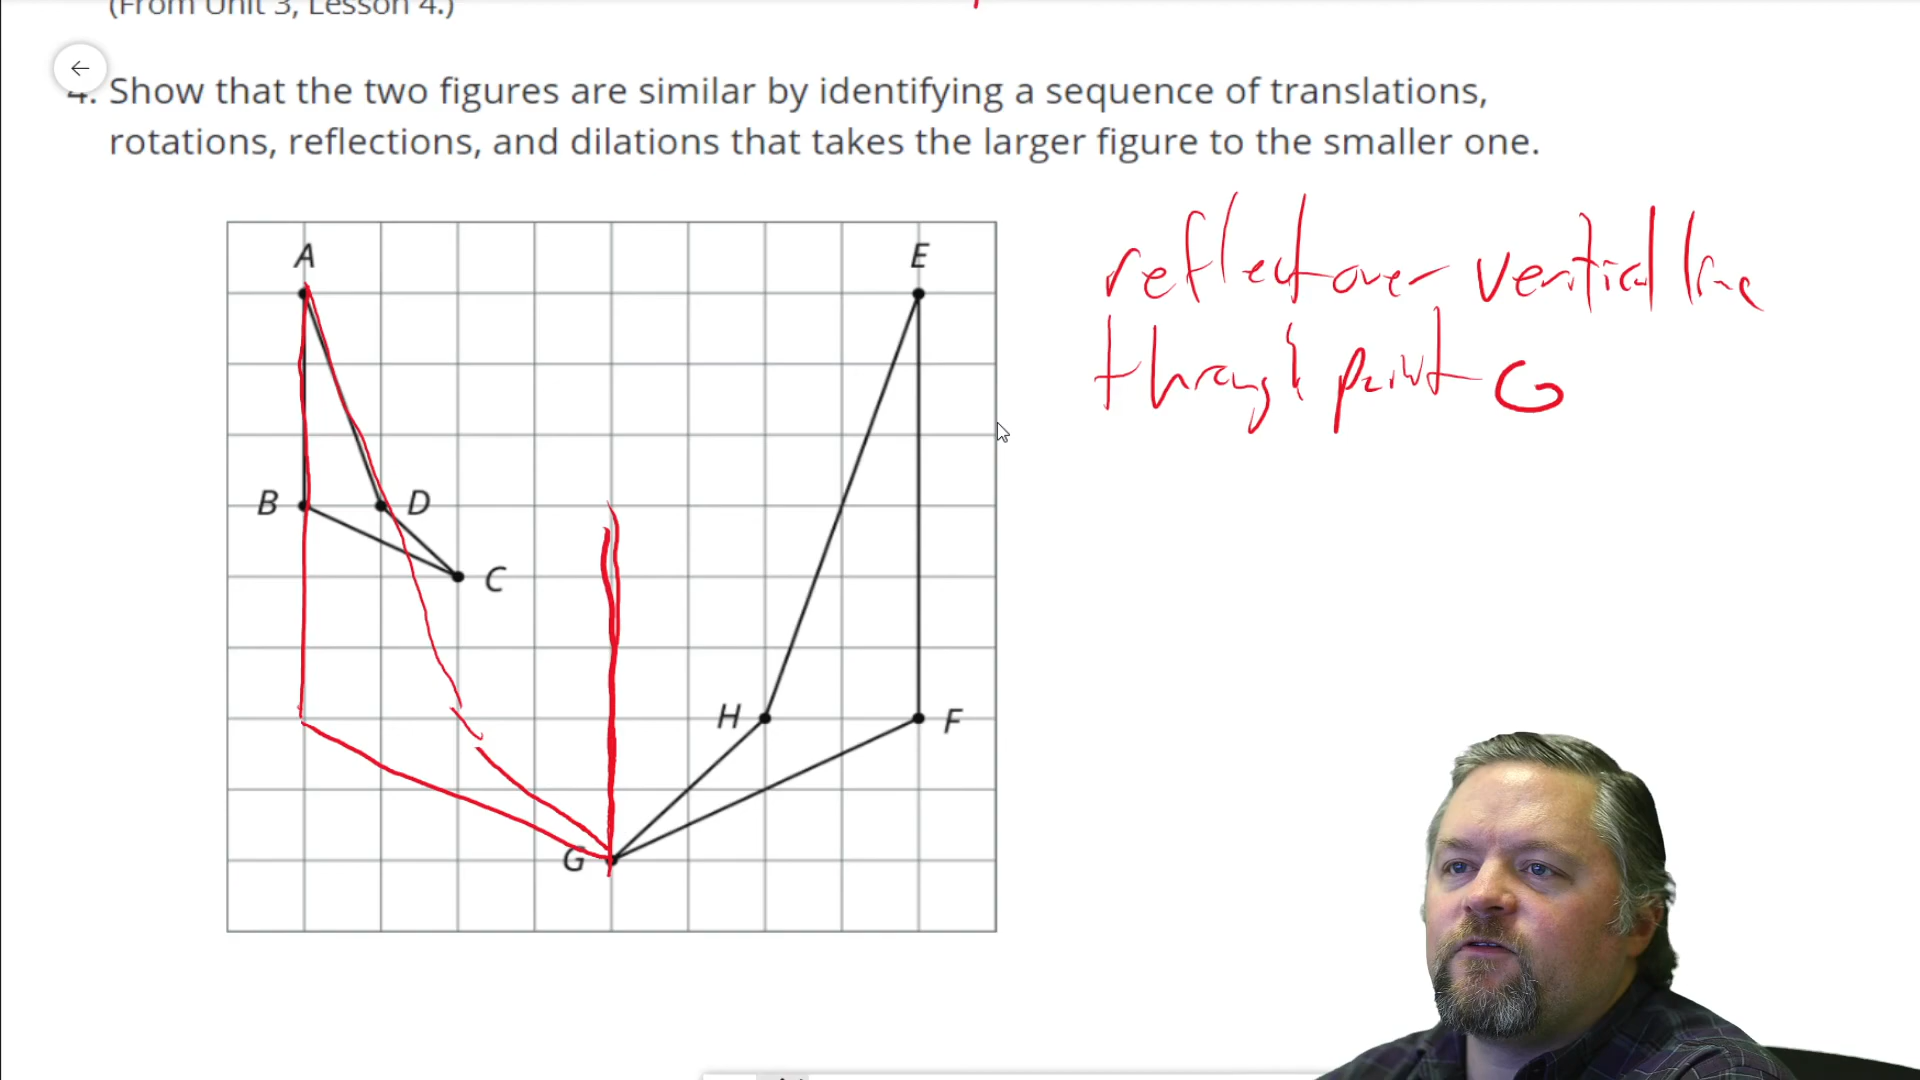 (From Unit 3, Lesson 4.)
4. Show that the two figures are similar by identifying a sequence of translations,
rotations, reflections, and dilations that takes the larger figure to the smaller one.
reflect over vertical line
through point G
A
E
B
D
C
H
F
G